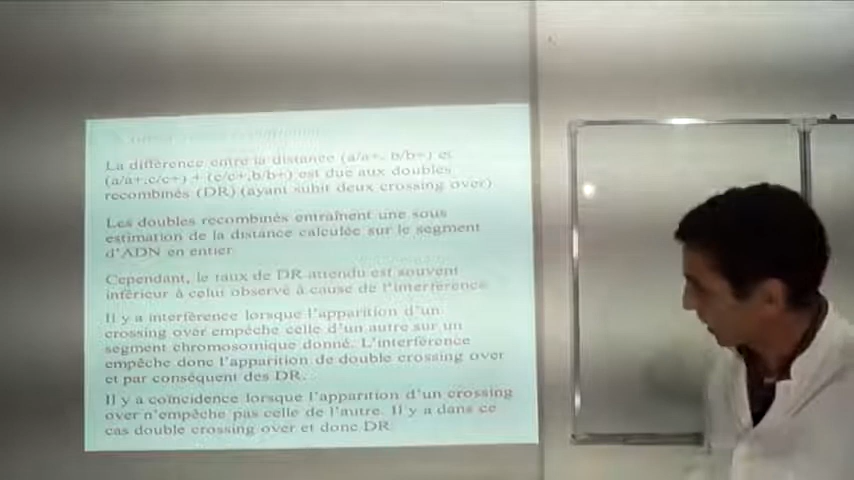 La différence entre la distance (a/a+, b/b+) et
(a/a+,c/c+) + (c/c+,b/b+) est due aux doubles
recombinés (DR) (ayant subit deux crossing over)
Les doubles recombinés entraînent une sous
estimation de la distance calculée sur le segment
d'ADN en entier
Cependant, le taux de DR attendu est souvent
inférieur à celui observé à cause de l'interférence
Il y a interférence lorsque l'apparition d'un
crossing over empêche celle d'un autre sur un
segment chromosomique donné. L'interférence
empêche donc l'apparition de double crossing over
et par conséquent des DR.
Il y a coïncidence lorsque l'apparition d'un crossing
over n'empêche pas celle de l'autre. Il y a dans ce
cas double crossing over et donc DR